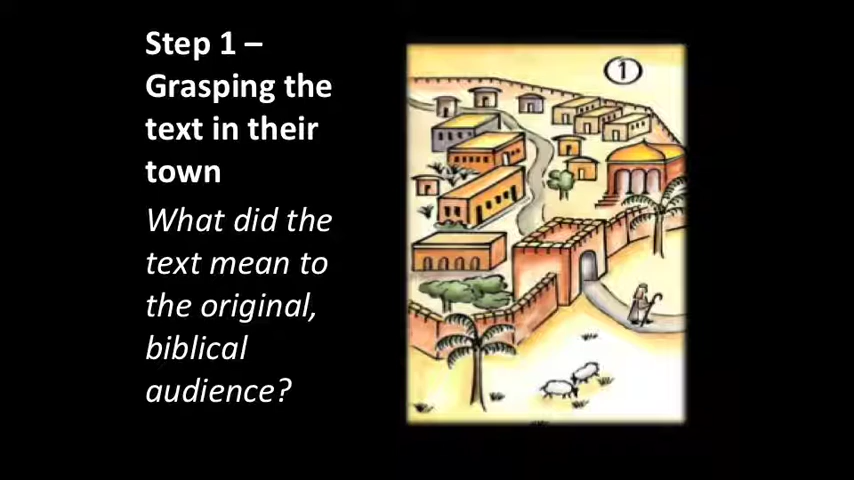 Step 1 –
Grasping the
text in their
town
What did the
text mean to
the original,
biblical
audience?
1